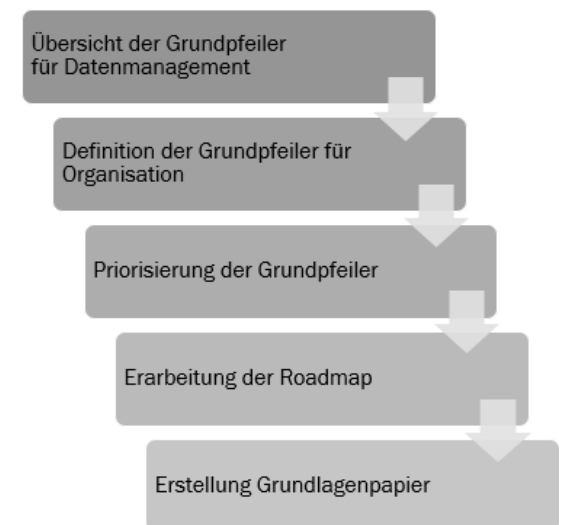 Übersicht der Grundpfeiler
für Datenmanagement
Definition der Grundpfeiler für
Organisation
Priorisierung der Grundpfeiler
Erarbeitung der Roadmap
Erstellung Grundlagenpapier